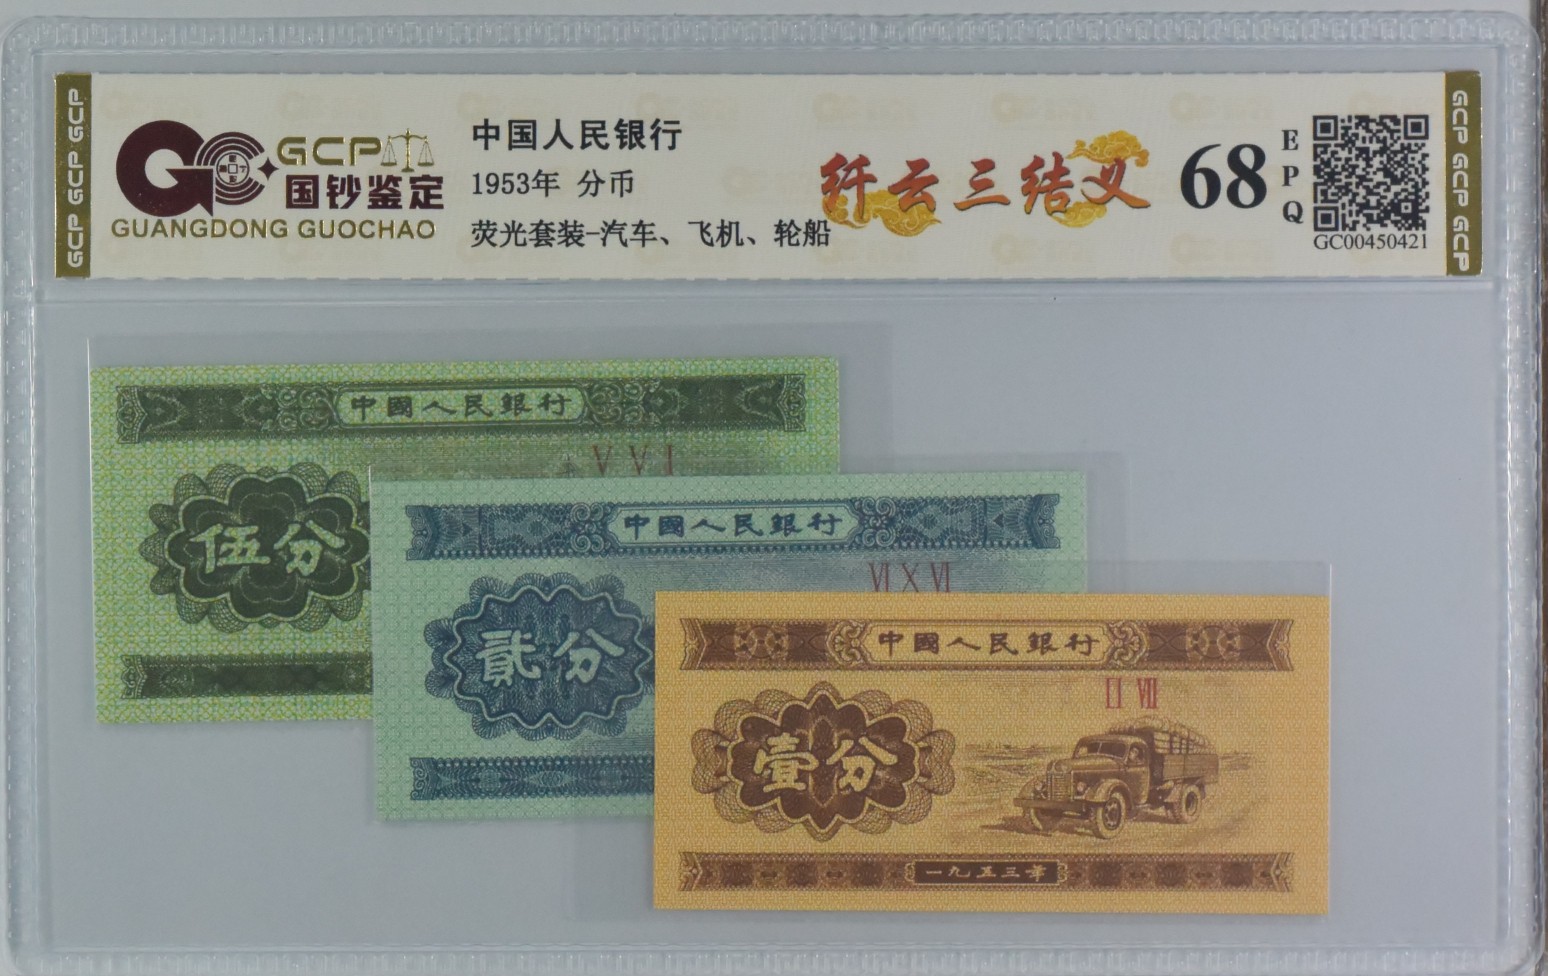 GCP GCP GCP
GCP
国钞鉴定
GUANGDONG GUOCHAO
中国人民银行
1953年 分币
荧光套装-汽车、飞机、轮船
纤云三结义
68
EPQ
GC00450421
GCP GCP GCP
中國人民銀行
V V I
伍分
中國人民銀行
VI X VI
貳分
中國人民銀行
II VII
壹分
一九五三年